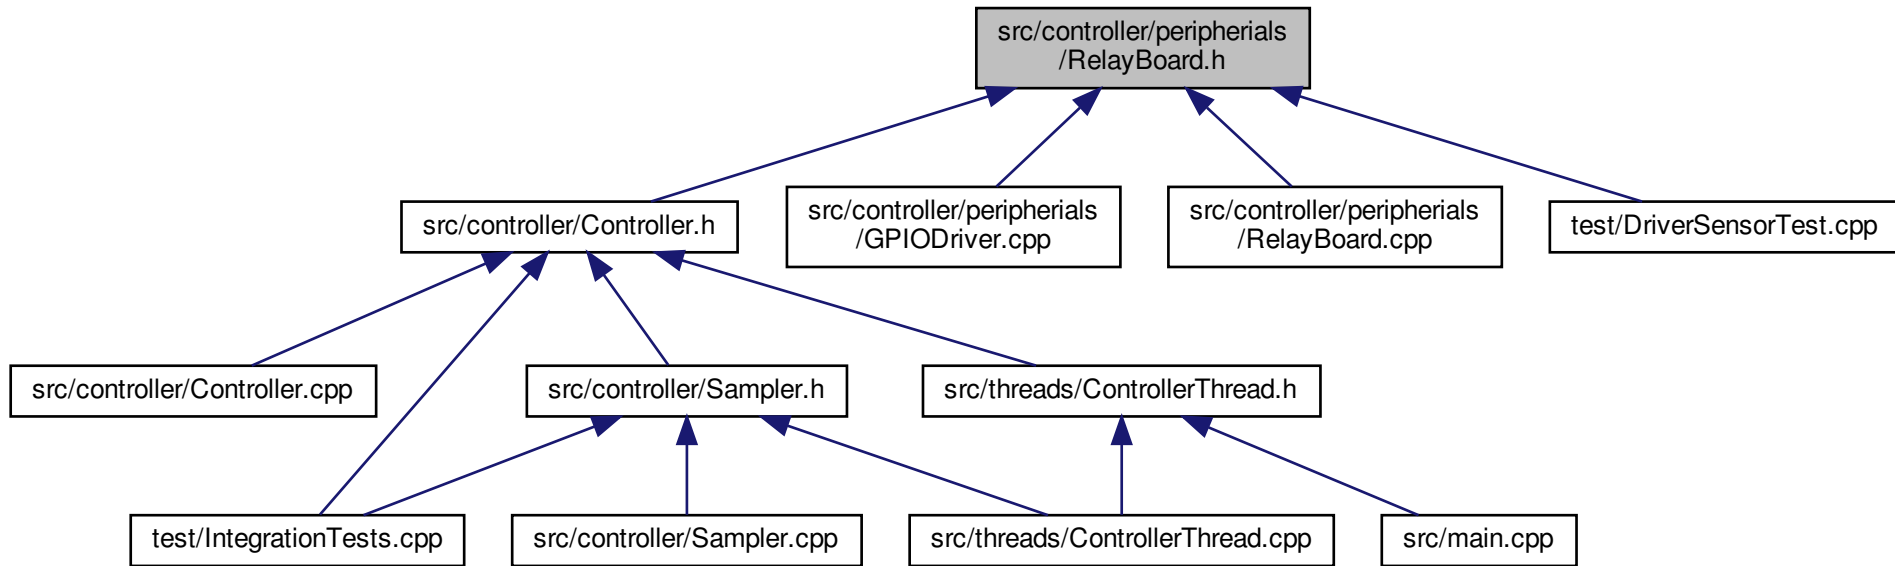 src/controller/peripherials
/RelayBoard.h
src/controller/Controller.h
src/controller/peripherials
/GPIODriver.cpp
src/controller/peripherials
/RelayBoard.cpp
test/DriverSensorTest.cpp
src/controller/Controller.cpp
src/controller/Sampler.h
src/threads/ControllerThread.h
test/IntegrationTests.cpp
src/controller/Sampler.cpp
src/threads/ControllerThread.cpp
src/main.cpp